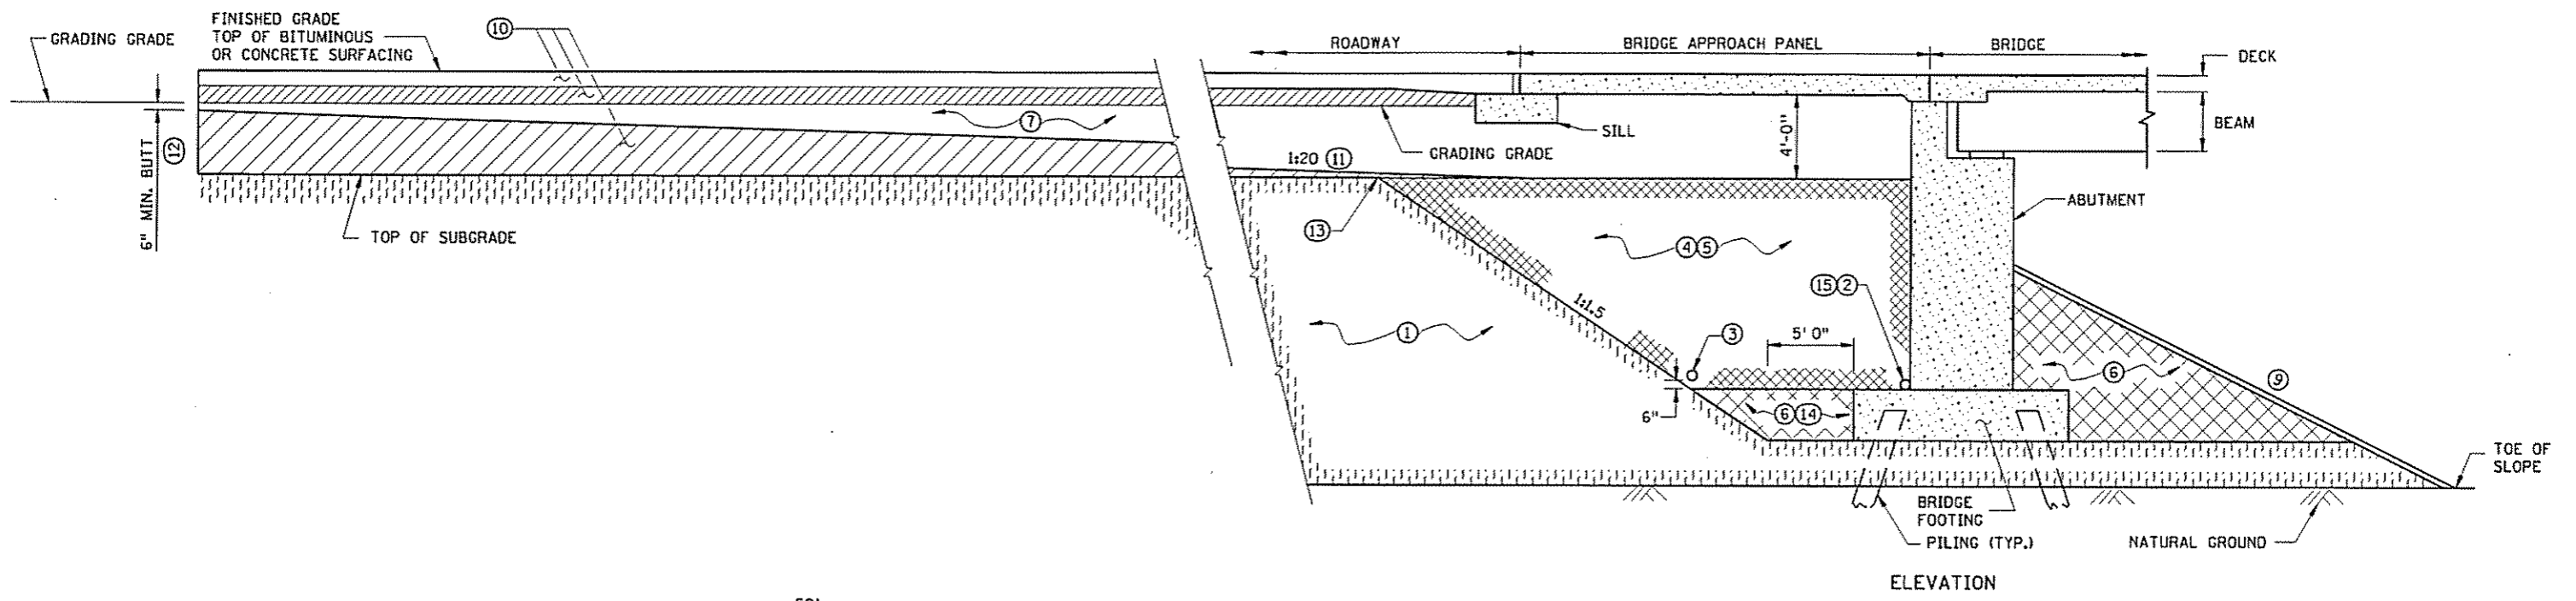 FINISHED GRADE
TOP OF BITUMINOUS
OR CONCRETE SURFACING
GRADING GRADE
10
ROADWAY
BRIDGE APPROACH PANEL
BRIDGE
DECK
BEAM
7
SILL
4'-0"
GRADING GRADE
1:20 11
6" MIN. BUTT 12
TOP OF SUBGRADE
13
4 5
ABUTMENT
1:1.5
15 2
1
3
5' 0"
6
9
6"
6 14
TOE OF
SLOPE
BRIDGE
FOOTING
PILING (TYP.)
NATURAL GROUND
ELEVATION